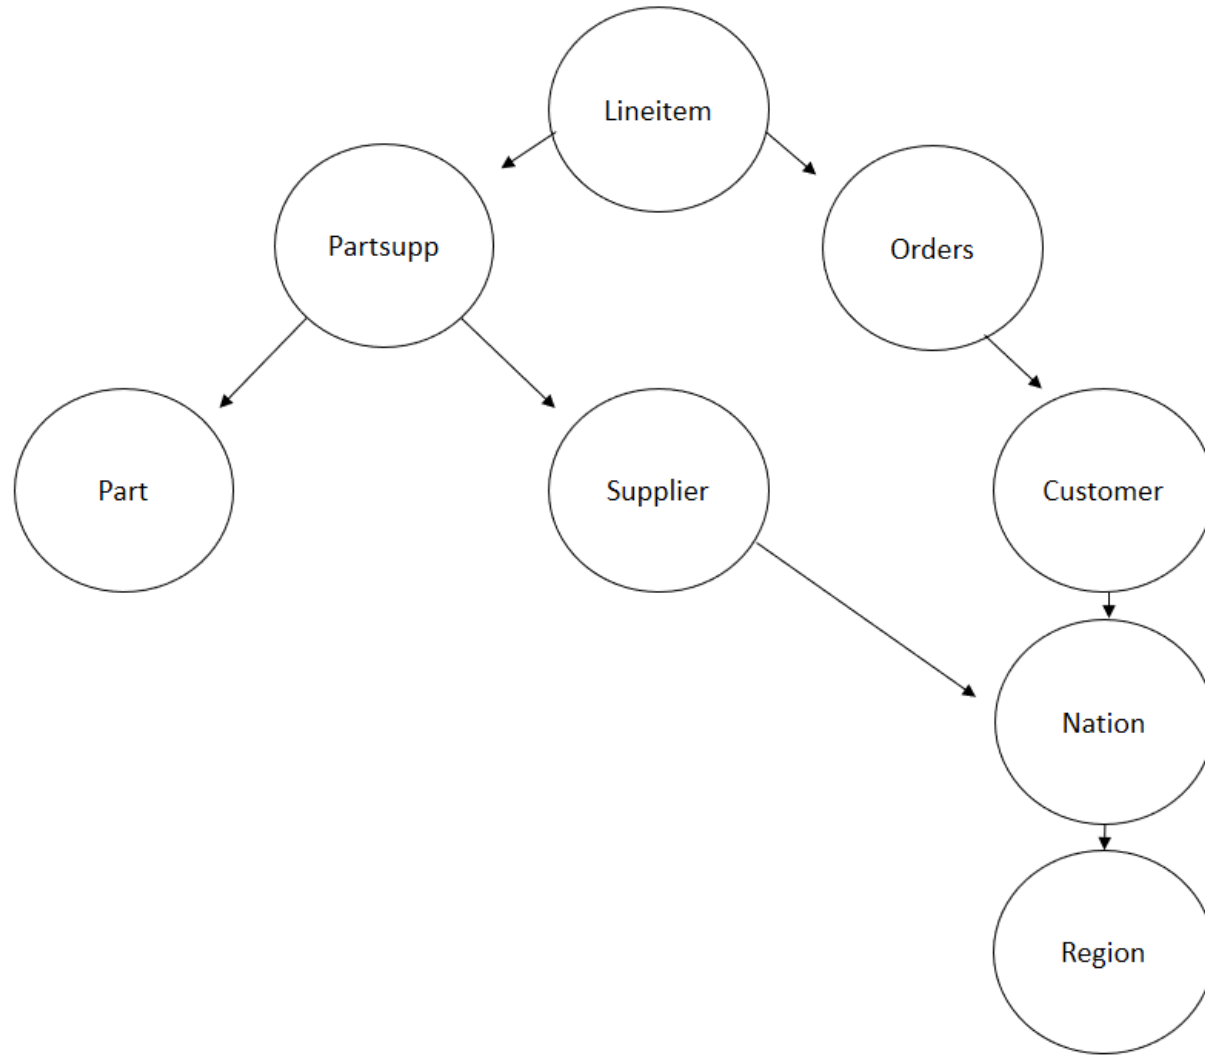 Lineitem
Partsupp
Orders
Part
Supplier
Customer
Nation
Region